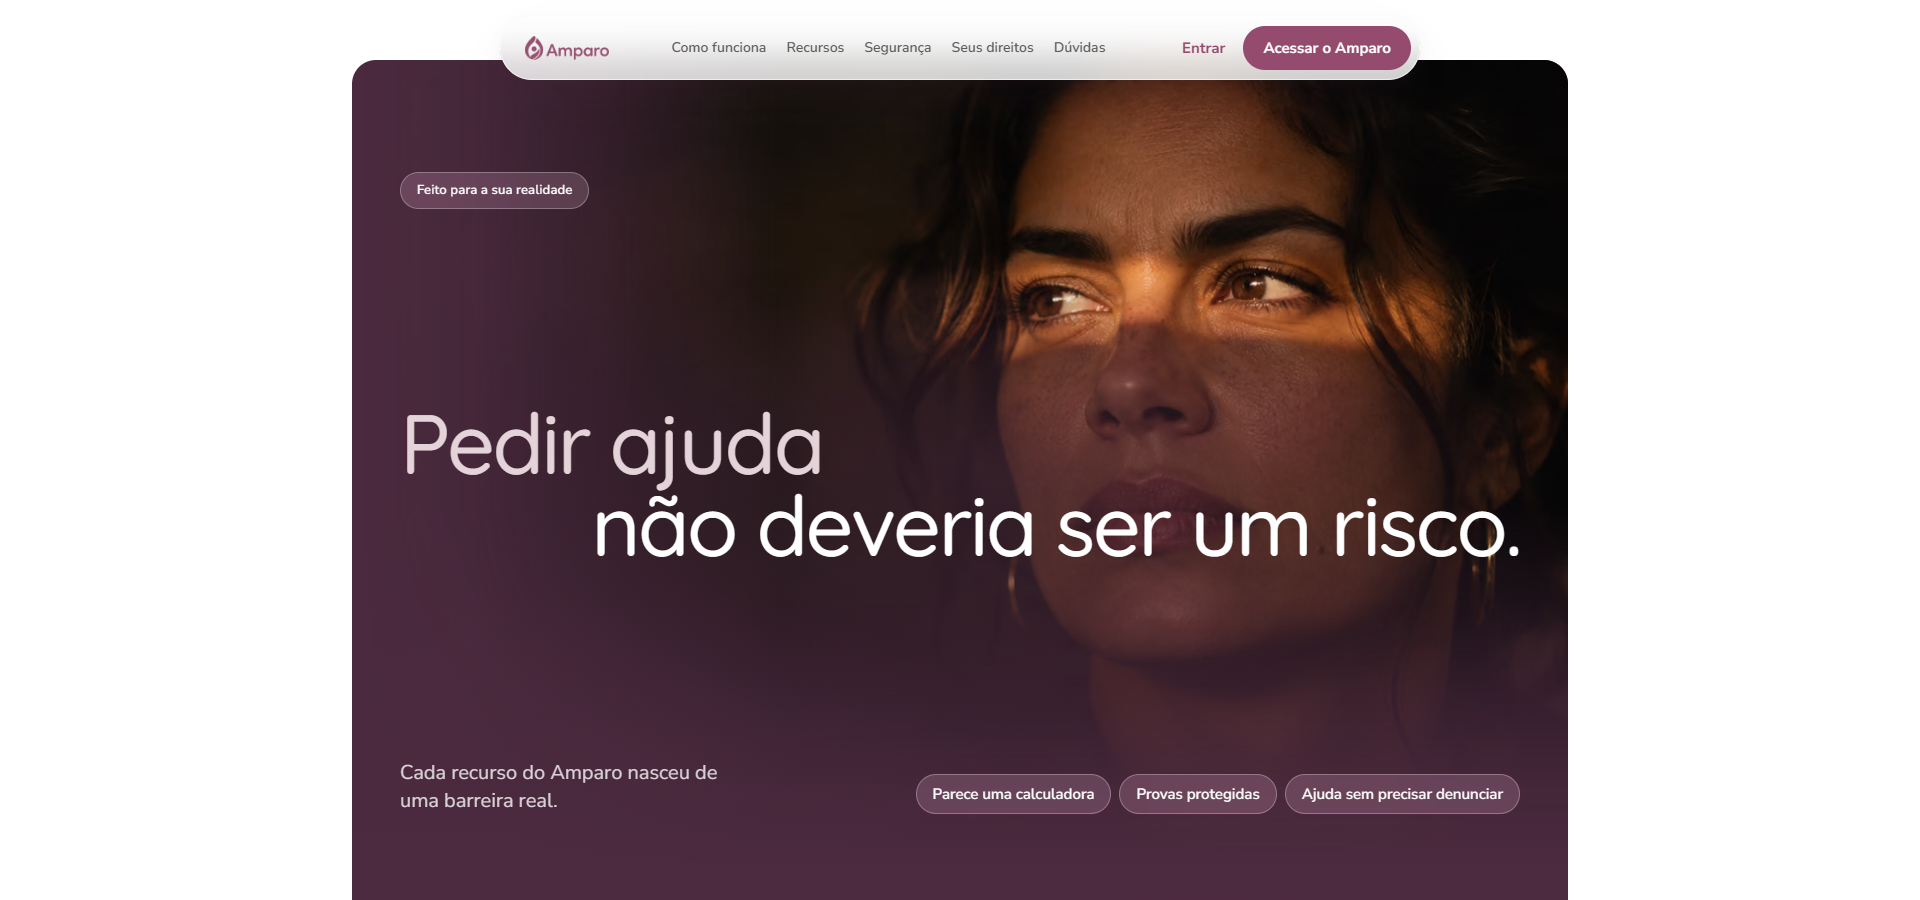 Amparo
Como funciona
Recursos
Segurança
Seus direitos
Dúvidas
Entrar
Acessar o Amparo
Feito para a sua realidade
Pedir ajuda
não deveria ser um risco.
Cada recurso do Amparo nasceu de
uma barreira real.
Parece uma calculadora
Provas protegidas
Ajuda sem precisar denunciar